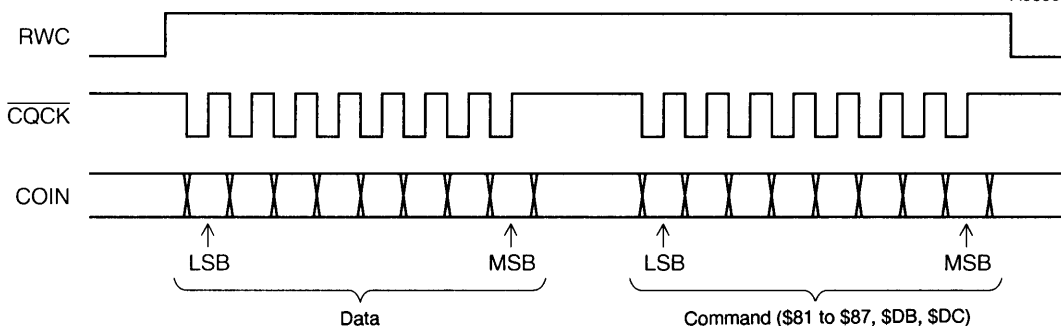 RWC
CQCK
COIN
LSB MSB LSB MSB
Data Command ($81 to $87, $DB, $DC)